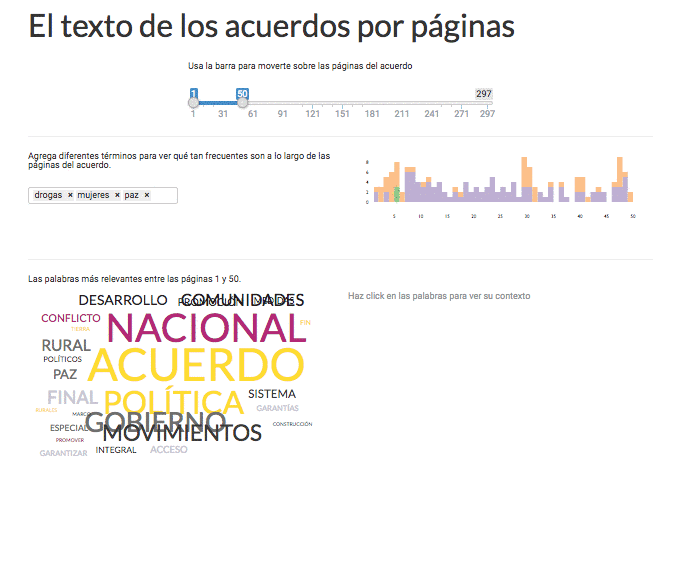 El texto de los acuerdos por páginas
Usa la barra para moverte sobre las páginas del acuerdo
1 50 297
1 31 61 91 121 151 181 211 241 271 297
Agrega diferentes términos para ver qué tan frecuentes son a lo largo de las
páginas del acuerdo.
drogas × mujeres × paz ×
8
6
4
2
0
5 10 15 20 25 30 35 40 45 50
Las palabras más relevantes entre las páginas 1 y 50.
Haz click en las palabras para ver su contexto
DESARROLLO PROMOCIÓN COMUNIDADES MEDIDAS
CONFLICTO NACIONAL FIN
TIERRA
RURAL
POLÍTICOS ACUERDO
PAZ
FINAL POLÍTICA SISTEMA
RURALES MARCO GOBIERNO GARANTÍAS
ESPECIAL MOVIMIENTOS CONSTRUCCIÓN
PROMOVER
GARANTIZAR INTEGRAL ACCESO